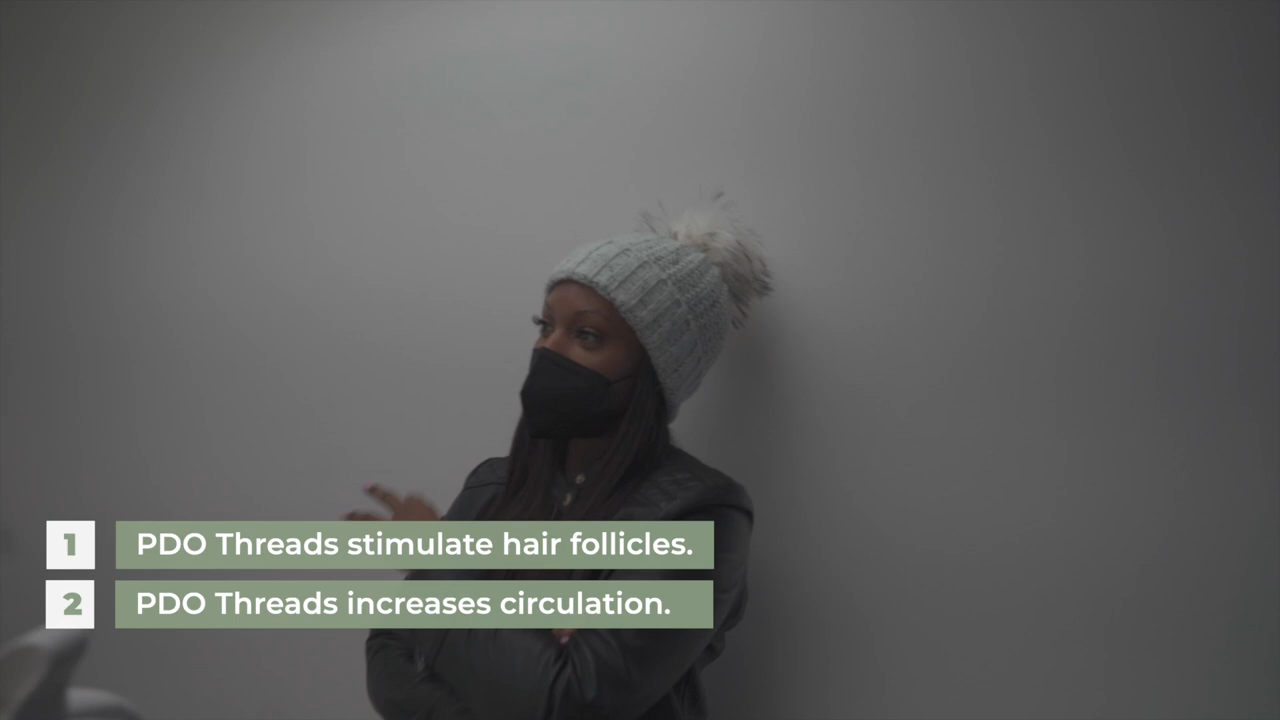 1 PDO Threads stimulate hair follicles.
2 PDO Threads increases circulation.